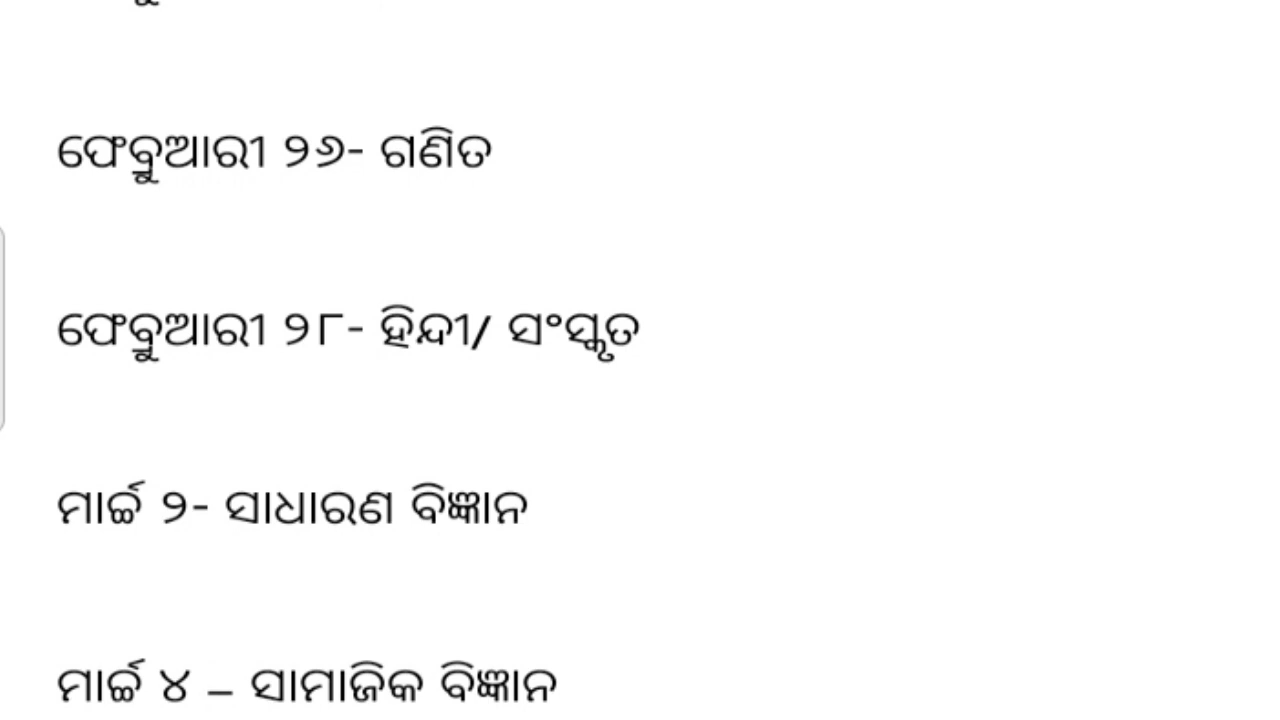 ଫେବ୍ରୁଆରୀ ୨୬- ଗଣିତ
ଫେବ୍ରୁଆରୀ ୨୮- ହିନ୍ଦୀ/ ସଂସ୍କୃତ
ମାର୍ଚ୍ଚ ୨- ସାଧାରଣ ବିଜ୍ଞାନ
ମାର୍ଚ୍ଚ ୪ – ସାମାଜିକ ବିଜ୍ଞାନ